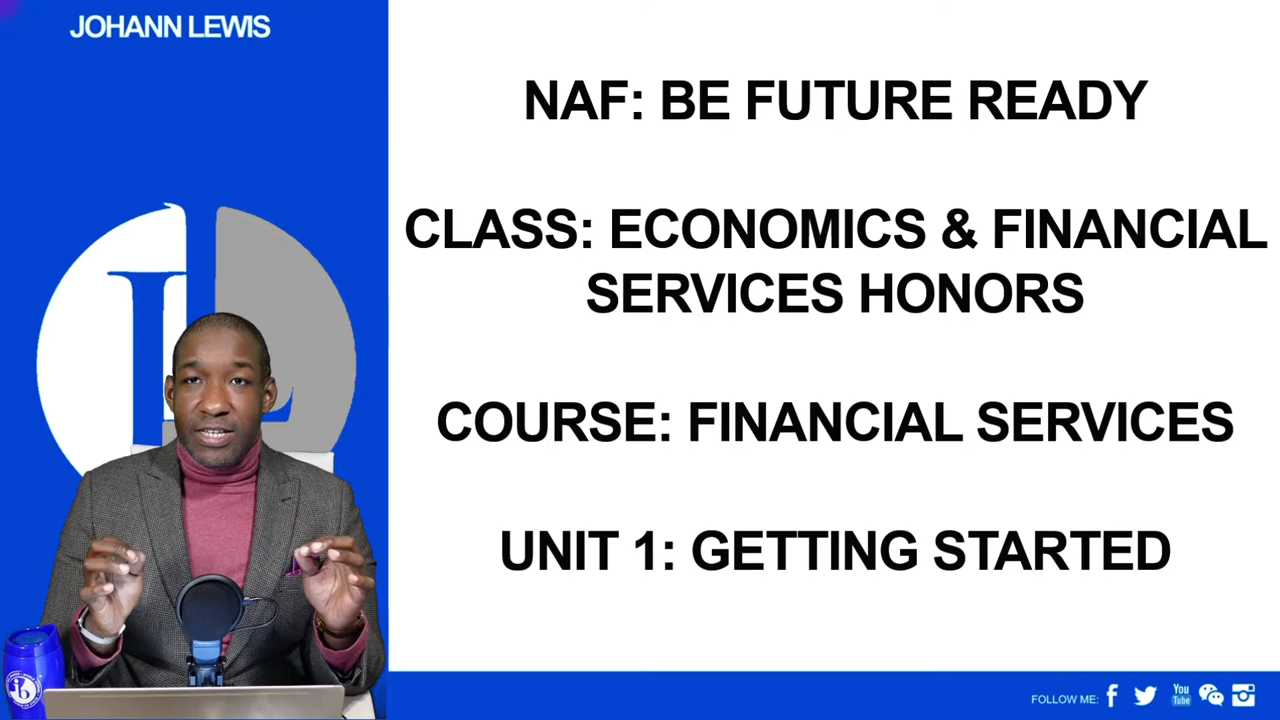 JOHANN LEWIS
NAF: BE FUTURE READY
CLASS: ECONOMICS & FINANCIAL
SERVICES HONORS
COURSE: FINANCIAL SERVICES
UNIT 1: GETTING STARTED
FOLLOW ME:
You
Tube